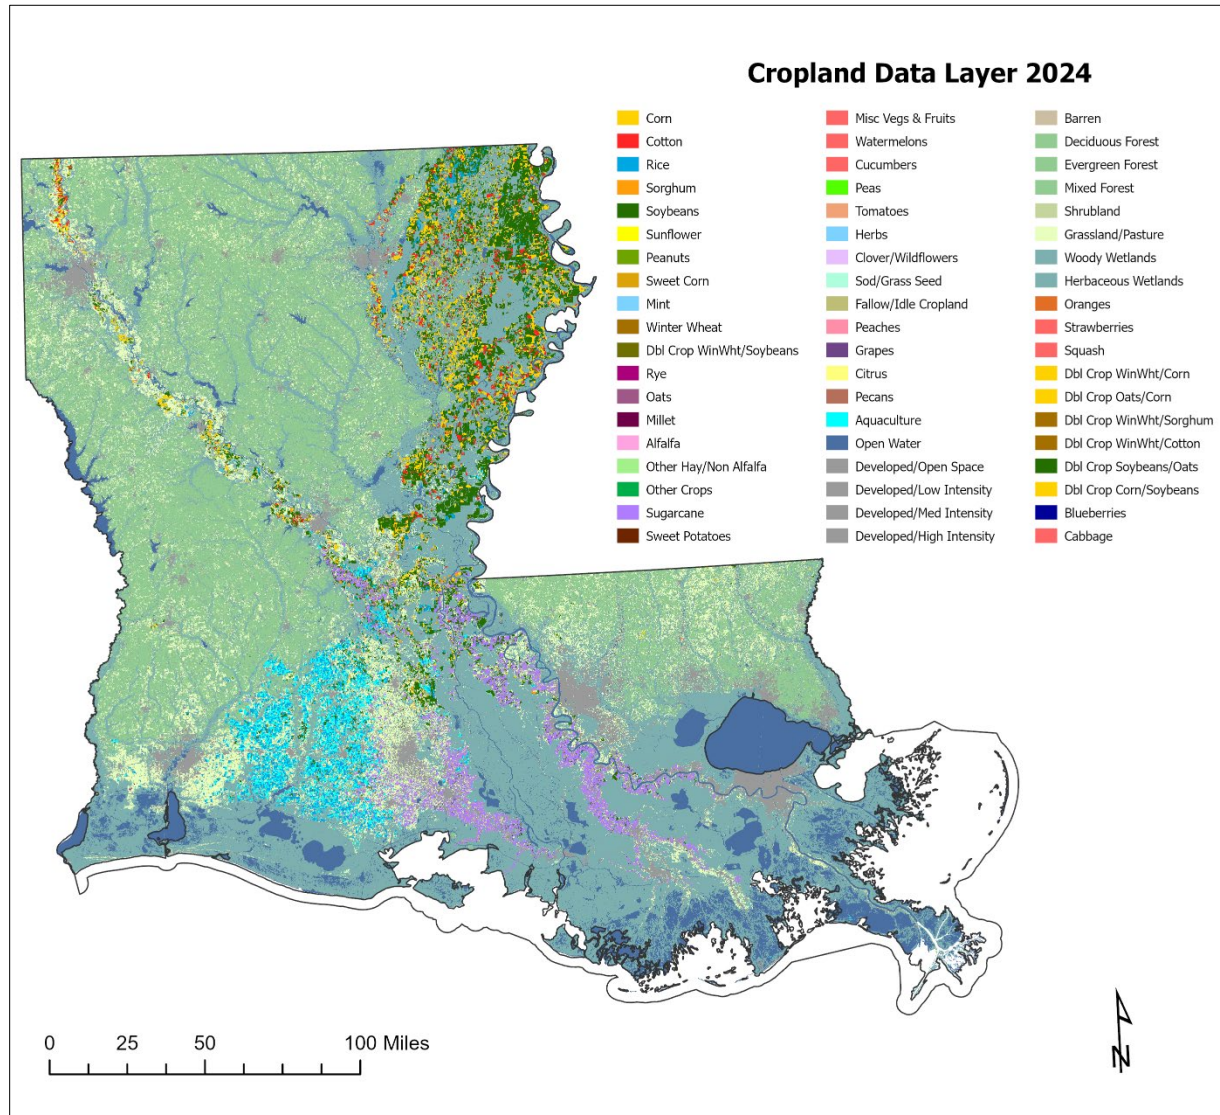 Cropland Data Layer 2024
Corn
Cotton
Rice
Sorghum
Soybeans
Sunflower
Peanuts
Sweet Corn
Mint
Winter Wheat
Dbl Crop WinWht/Soybeans
Rye
Oats
Millet
Alfalfa
Other Hay/Non Alfalfa
Other Crops
Sugarcane
Sweet Potatoes
Misc Vegs & Fruits
Watermelons
Cucumbers
Peas
Tomatoes
Herbs
Clover/Wildflowers
Sod/Grass Seed
Fallow/Idle Cropland
Peaches
Grapes
Citrus
Pecans
Aquaculture
Open Water
Developed/Open Space
Developed/Low Intensity
Developed/Med Intensity
Developed/High Intensity
Barren
Deciduous Forest
Evergreen Forest
Mixed Forest
Shrubland
Grassland/Pasture
Woody Wetlands
Herbaceous Wetlands
Oranges
Strawberries
Squash
Dbl Crop WinWht/Corn
Dbl Crop Oats/Corn
Dbl Crop WinWht/Sorghum
Dbl Crop WinWht/Cotton
Dbl Crop Soybeans/Oats
Dbl Crop Corn/Soybeans
Blueberries
Cabbage
0 25 50 100 Miles
N